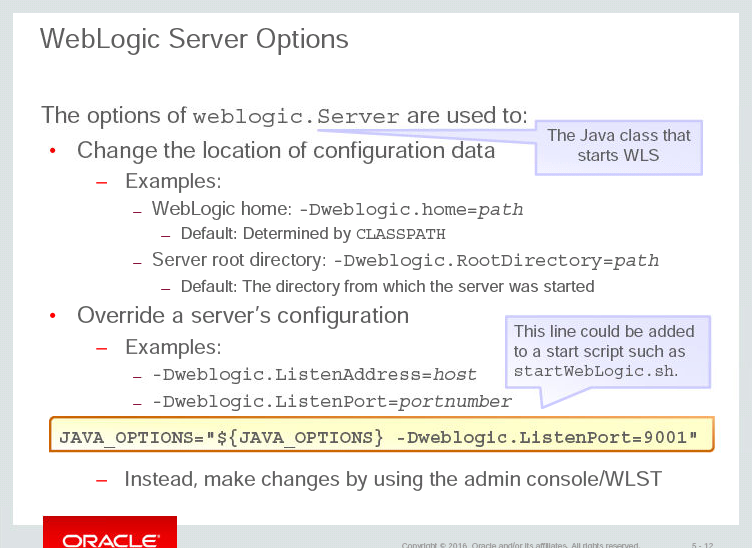 WebLogic Server Options
The options of weblogic.Server are used to:
The Java class that
starts WLS
• Change the location of configuration data
– Examples:
– WebLogic home: -Dweblogic.home=path
– Default: Determined by CLASSPATH
– Server root directory: -Dweblogic.RootDirectory=path
– Default: The directory from which the server was started
• Override a server’s configuration
This line could be added
to a start script such as
startWebLogic.sh.
– Examples:
– -Dweblogic.ListenAddress=host
– -Dweblogic.ListenPort=portnumber
JAVA_OPTIONS="${JAVA_OPTIONS} -Dweblogic.ListenPort=9001"
– Instead, make changes by using the admin console/WLST
ORACLE
Copyright © 2016, Oracle and/or its affiliates. All rights reserved.
5 - 12